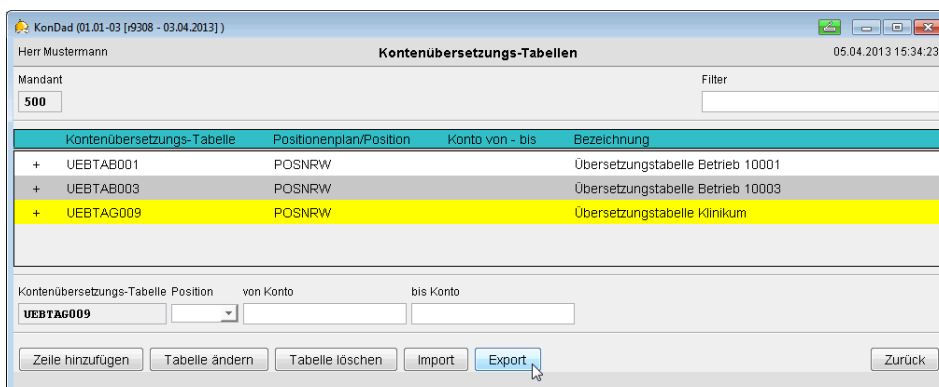 KonDad (01.01-03 [r9308 - 03.04.2013] )
Herr Mustermann Kontenübersetzungs-Tabellen 05.04.2013 15:34:23
Mandant Filter
500
Kontenübersetzungs-Tabelle Positionenplan/Position Konto von - bis Bezeichnung
+ UEBTAB001 POSNRW Übersetzungstabelle Betrieb 10001
+ UEBTAB003 POSNRW Übersetzungstabelle Betrieb 10003
+ UEBTAG009 POSNRW Übersetzungstabelle Klinikum
Kontenübersetzungs-Tabelle Position von Konto bis Konto
UEBTAG009
Zeile hinzufügen Tabelle ändern Tabelle löschen Import Export Zurück